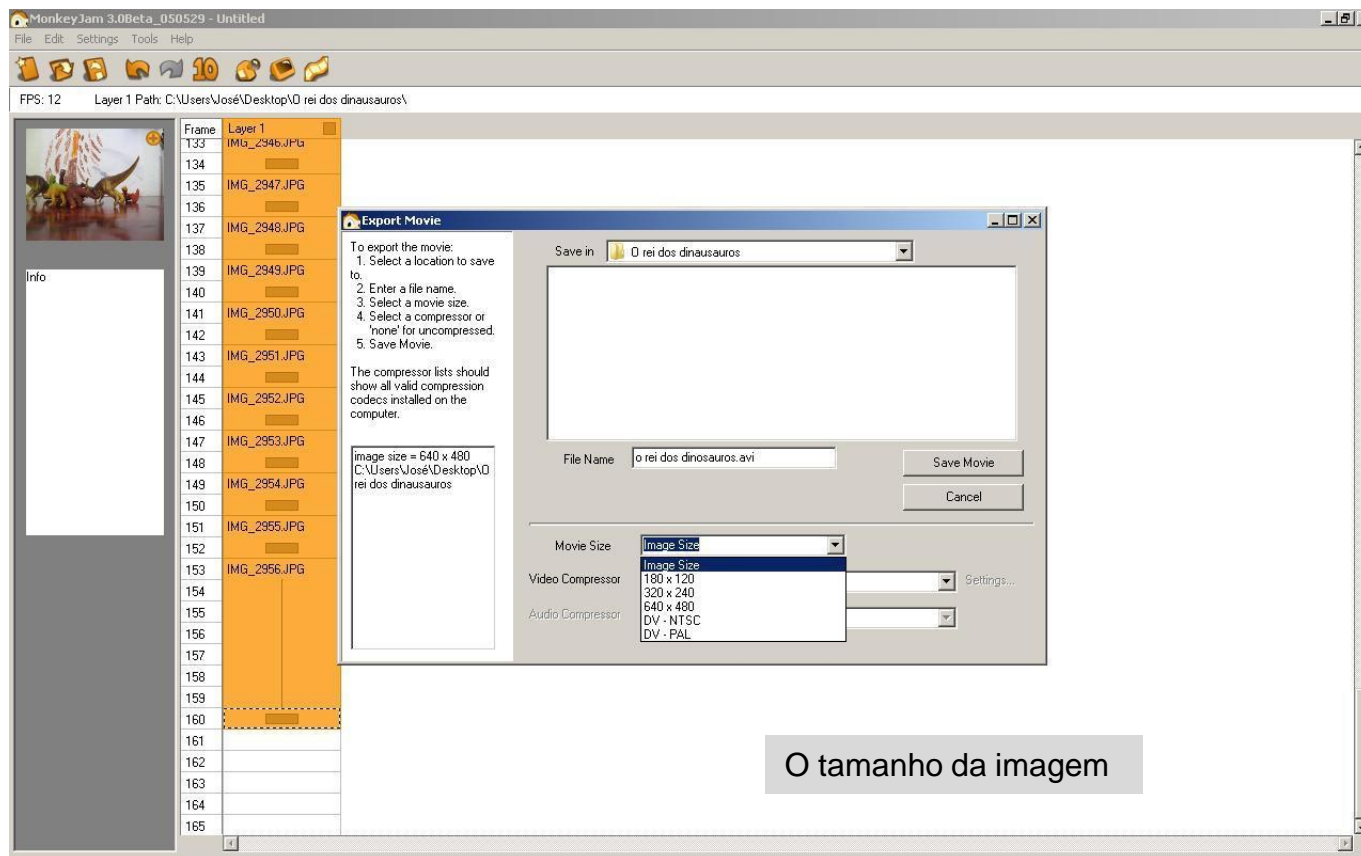 MonkeyJam 3.0Beta_050529 - Untitled
File Edit Settings Tools Help
10
FPS: 12 Layer 1 Path: C:\Users\José\Desktop\O rei dos dinausauros\
Frame Layer 1
133 IMG_2946.JPG
134
135 IMG_2947.JPG
136
137 IMG_2948.JPG
138
139 IMG_2949.JPG
140
141 IMG_2950.JPG
142
143 IMG_2951.JPG
144
145 IMG_2952.JPG
146
147 IMG_2953.JPG
148
149 IMG_2954.JPG
150
151 IMG_2955.JPG
152
153 IMG_2956.JPG
154
155
156
157
158
159
160
161
162
163
164
165
Info
Export Movie
To export the movie:
1. Select a location to save
to.
2. Enter a file name.
3. Select a movie size.
4. Select a compressor or
'none' for uncompressed.
5. Save Movie.
The compressor lists should
show all valid compression
codecs installed on the
computer.
image size = 640 x 480
C:\Users\José\Desktop\O
rei dos dinausauros
Save in O rei dos dinausauros
File Name o rei dos dinosauros.avi
Save Movie
Cancel
Movie Size Image Size
Image Size
180 x 120
320 x 240
640 x 480
DV - NTSC
DV - PAL
Video Compressor Settings...
Audio Compressor
O tamanho da imagem